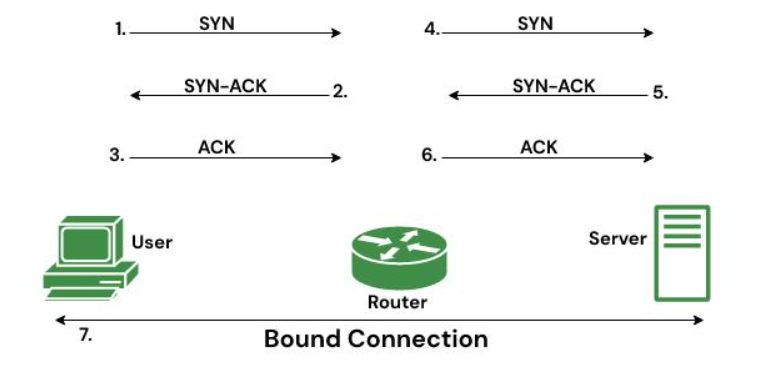 1. SYN 4. SYN
SYN-ACK 2. SYN-ACK 5.
3. ACK 6. ACK
User
Server
Router
7.
Bound Connection